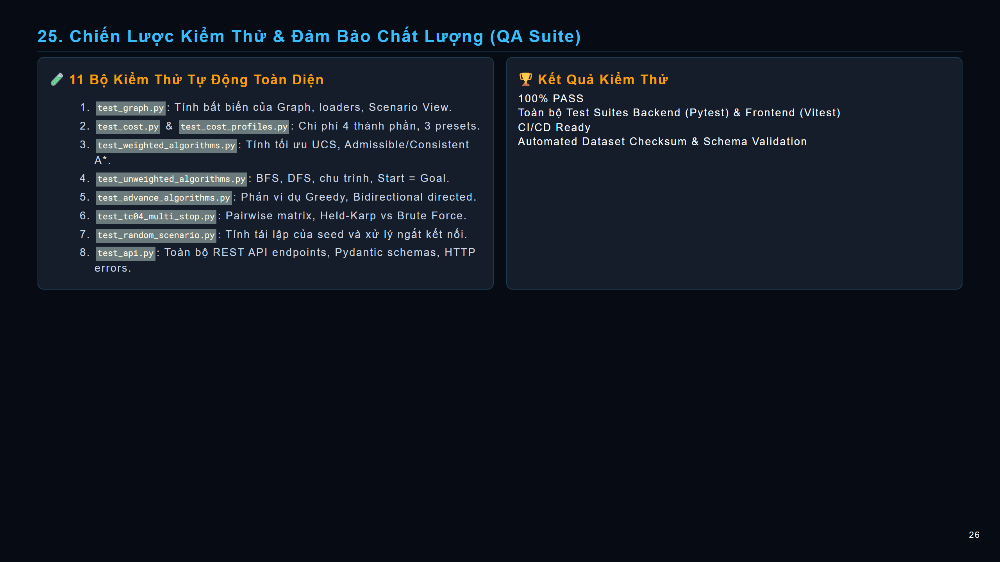 25. Chiến Lược Kiểm Thử & Đảm Bảo Chất Lượng (QA Suite)
11 Bộ Kiểm Thử Tự Động Toàn Diện
1. test_graph.py: Tính bất biến của Graph, loaders, Scenario View.
2. test_cost.py & test_cost_profiles.py: Chi phí 4 thành phần, 3 presets.
3. test_weighted_algorithms.py: Tính tối ưu UCS, Admissible/Consistent
A*.
4. test_unweighted_algorithms.py: BFS, DFS, chu trình, Start = Goal.
5. test_advance_algorithms.py: Phản ví dụ Greedy, Bidirectional directed.
6. test_tc04_multi_stop.py: Pairwise matrix, Held-Karp vs Brute Force.
7. test_random_scenario.py: Tính tái lập của seed và xử lý ngắt kết nối.
8. test_api.py: Toàn bộ REST API endpoints, Pydantic schemas, HTTP
errors.
Kết Quả Kiểm Thử
100% PASS
Toàn bộ Test Suites Backend (Pytest) & Frontend (Vitest)
CI/CD Ready
Automated Dataset Checksum & Schema Validation
26